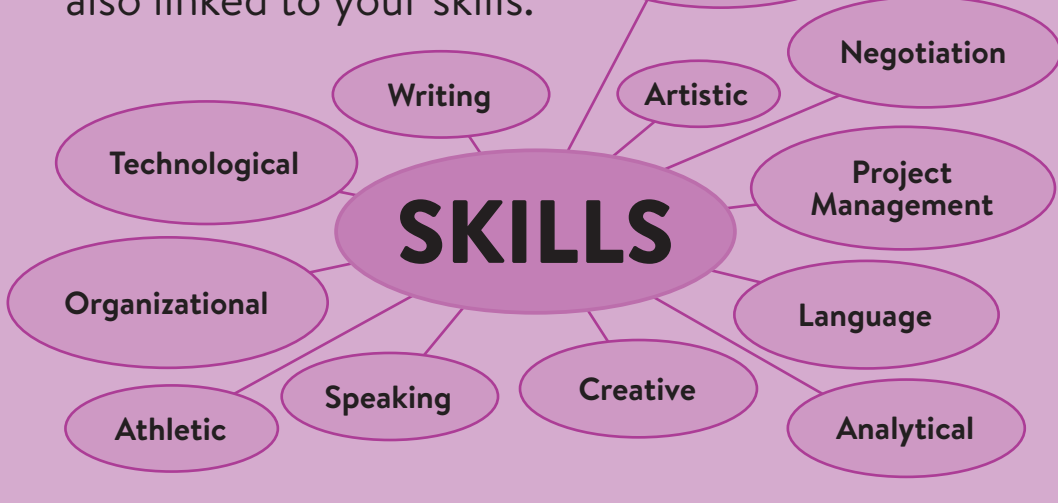 also linked to your skills.
Negotiation
Writing
Artistic
Technological
Project
Management
SKILLS
Organizational
Language
Speaking
Creative
Athletic
Analytical